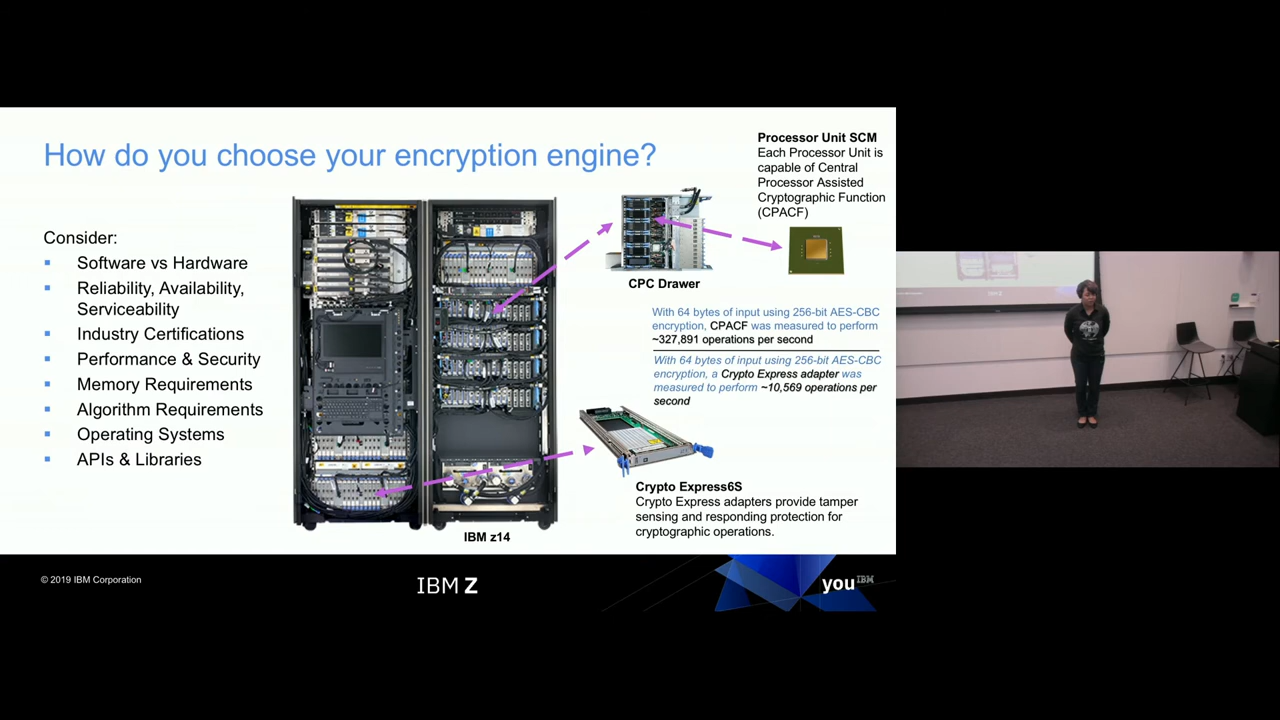 How do you choose your encryption engine?
Consider:
Software vs Hardware
Reliability, Availability,
Serviceability
Industry Certifications
Performance & Security
Memory Requirements
Algorithm Requirements
Operating Systems
APIs & Libraries
IBM z14
Processor Unit SCM
Each Processor Unit is
capable of Central
Processor Assisted
Cryptographic Function
(CPACF)
CPC Drawer
With 64 bytes of input using 256-bit AES-CBC
encryption, CPACF was measured to perform
~327,891 operations per second
With 64 bytes of input using 256-bit AES-CBC
encryption, a Crypto Express adapter was
measured to perform ~10,569 operations per
second
Crypto Express6S
Crypto Express adapters provide tamper
sensing and responding protection for
cryptographic operations.
© 2019 IBM Corporation
IBM Z
you IBM